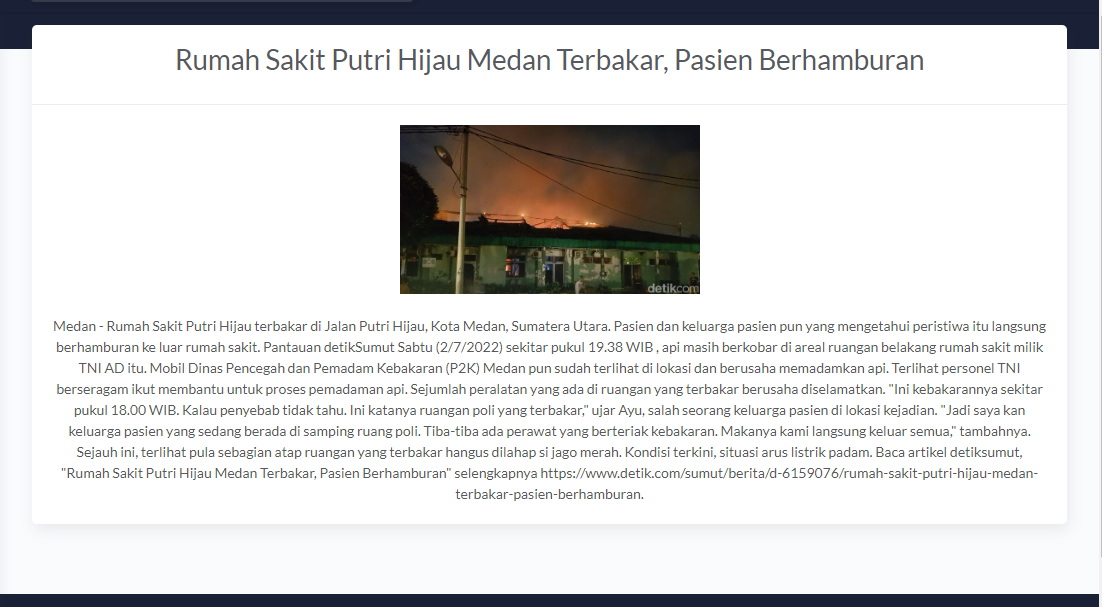 Rumah Sakit Putri Hijau Medan Terbakar, Pasien Berhamburan
detikcom
Medan - Rumah Sakit Putri Hijau terbakar di Jalan Putri Hijau, Kota Medan, Sumatera Utara. Pasien dan keluarga pasien pun yang mengetahui peristiwa itu langsung
berhamburan ke luar rumah sakit. Pantauan detikSumut Sabtu (2/7/2022) sekitar pukul 19.38 WIB , api masih berkobar di areal ruangan belakang rumah sakit milik
TNI AD itu. Mobil Dinas Pencegah dan Pemadam Kebakaran (P2K) Medan pun sudah terlihat di lokasi dan berusaha memadamkan api. Terlihat personel TNI
berseragam ikut membantu untuk proses pemadaman api. Sejumlah peralatan yang ada di ruangan yang terbakar berusaha diselamatkan. "Ini kebakarannya sekitar
pukul 18.00 WIB. Kalau penyebab tidak tahu. Ini katanya ruangan poli yang terbakar," ujar Ayu, salah seorang keluarga pasien di lokasi kejadian. "Jadi saya kan
keluarga pasien yang sedang berada di samping ruang poli. Tiba-tiba ada perawat yang berteriak kebakaran. Makanya kami langsung keluar semua," tambahnya.
Sejauh ini, terlihat pula sebagian atap ruangan yang terbakar hangus dilahap si jago merah. Kondisi terkini, situasi arus listrik padam. Baca artikel detiksumut,
"Rumah Sakit Putri Hijau Medan Terbakar, Pasien Berhamburan" selengkapnya https://www.detik.com/sumut/berita/d-6159076/rumah-sakit-putri-hijau-medan-
terbakar-pasien-berhamburan.